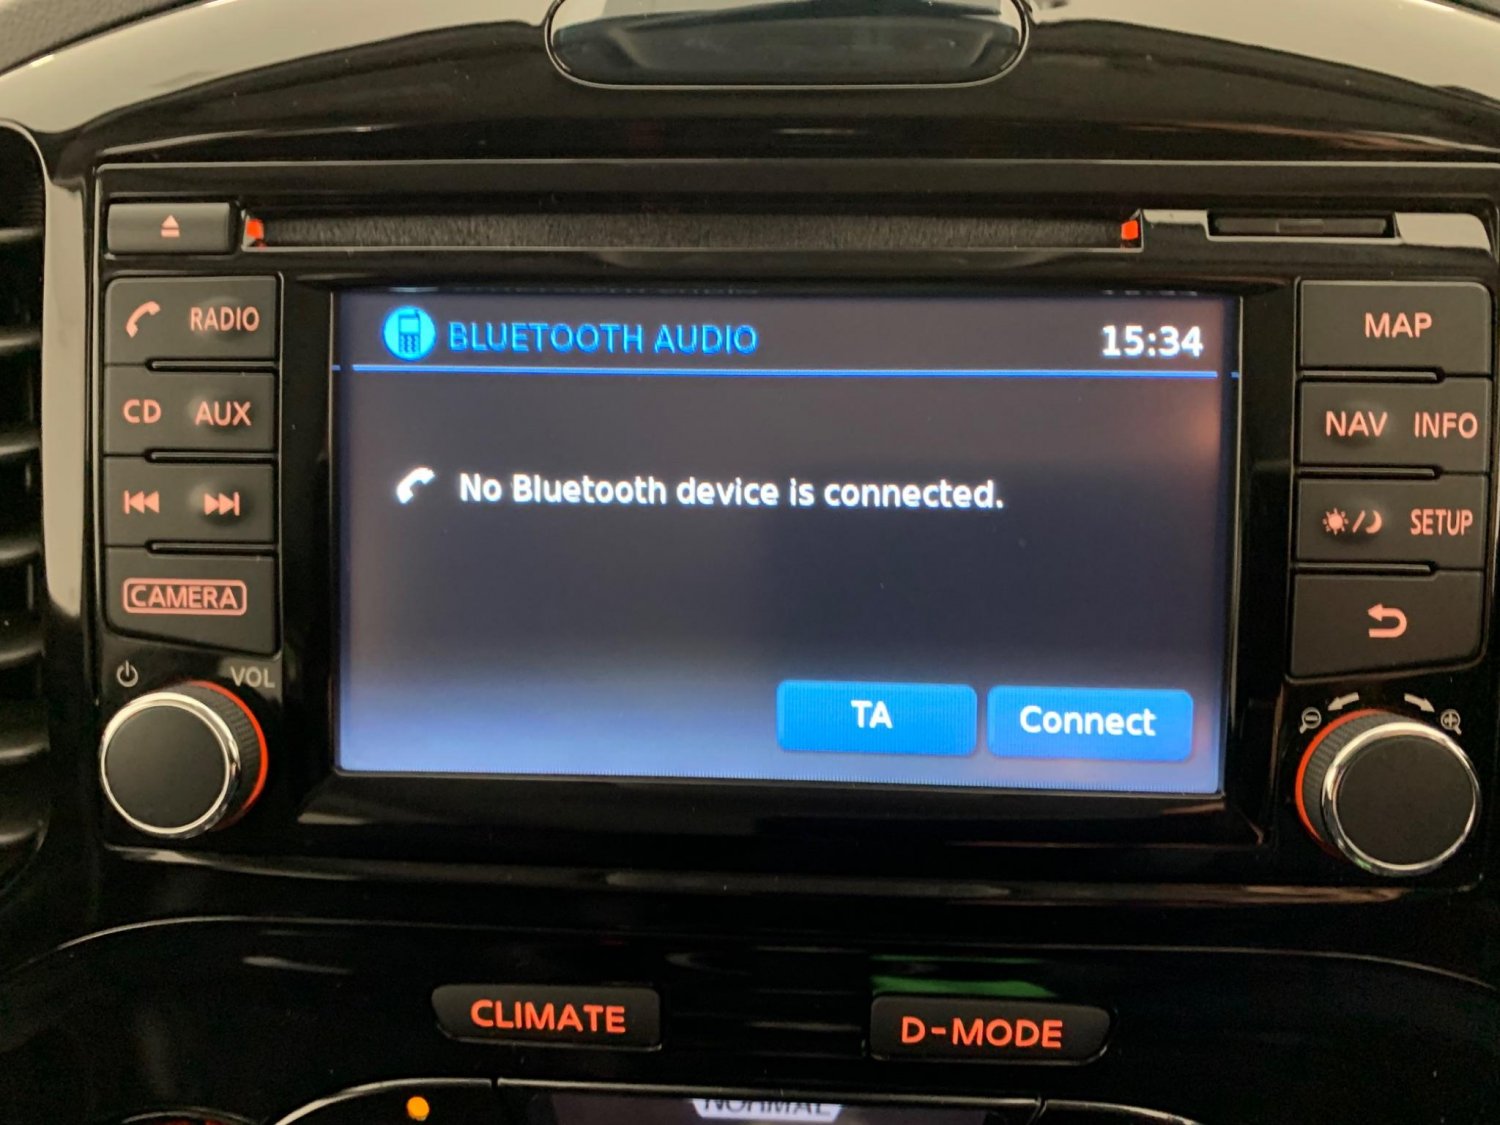 RADIO
CD AUX
CAMERA
VOL
BLUETOOTH AUDIO 15:34
No Bluetooth device is connected.
TA Connect
MAP
NAV INFO
SETUP
CLIMATE D-MODE
NORMAL